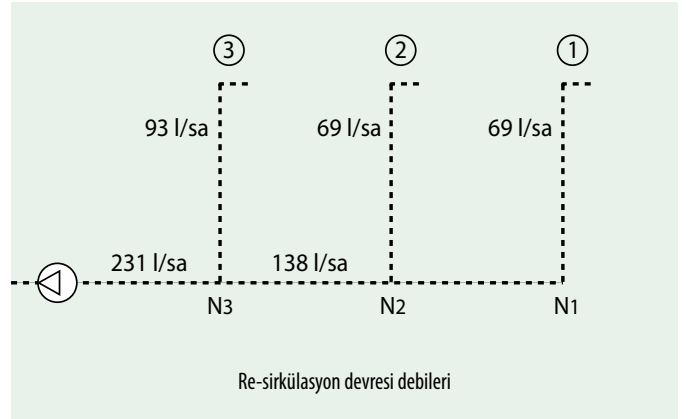 3 2 1
93 l/sa 69 l/sa 69 l/sa
231 l/sa 138 l/sa
N3 N2 N1
Re-sirkülasyon devresi debileri